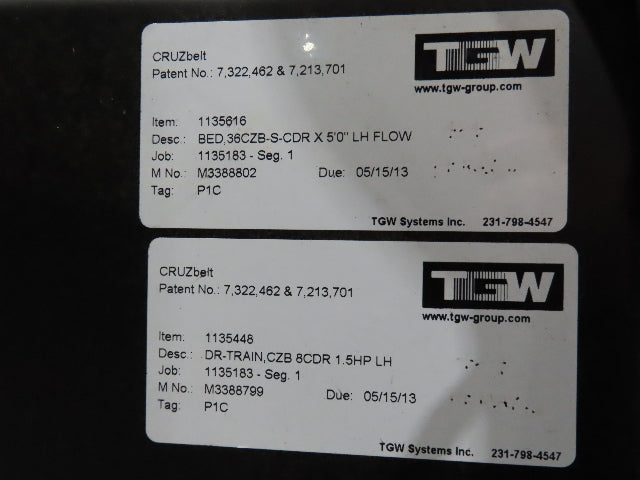 CRUZbelt
Patent No.: 7,322,462 & 7,213,701
TGW
www.tgw-group.com
Item: 1135616
Desc.: BED,36CZB-S-CDR X 5'0" LH FLOW
Job: 1135183 - Seg. 1
M No.: M3388802 Due: 05/15/13
Tag: P1C
TGW Systems Inc. 231-798-4547
CRUZbelt
Patent No.: 7,322,462 & 7,213,701
TGW
www.tgw-group.com
Item: 1135448
Desc.: DR-TRAIN,CZB 8CDR 1.5HP LH
Job: 1135183 - Seg. 1
M No.: M3388799 Due: 05/15/13
Tag: P1C
TGW Systems Inc. 231-798-4547